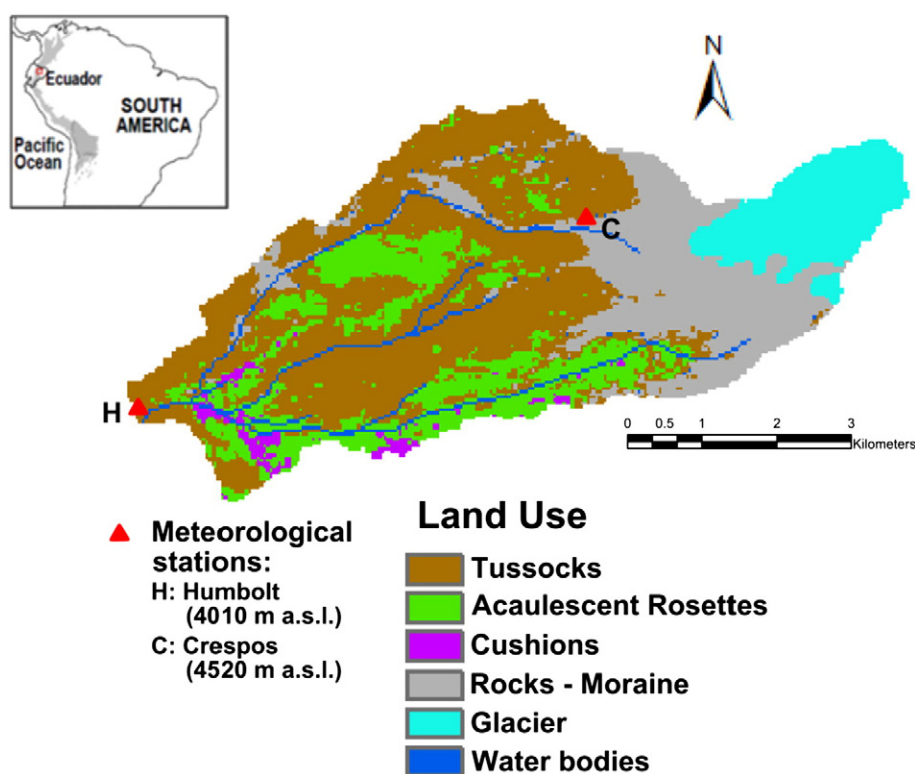 Ecuador
SOUTH
AMERICA
Pacific
Ocean
N
C
H
0 0.5 1 2 3
Kilometers
Meteorological
stations:
H: Humbolt
(4010 m a.s.l.)
C: Crespos
(4520 m a.s.l.)
Land Use
Tussocks
Acaulescent Rosettes
Cushions
Rocks - Moraine
Glacier
Water bodies